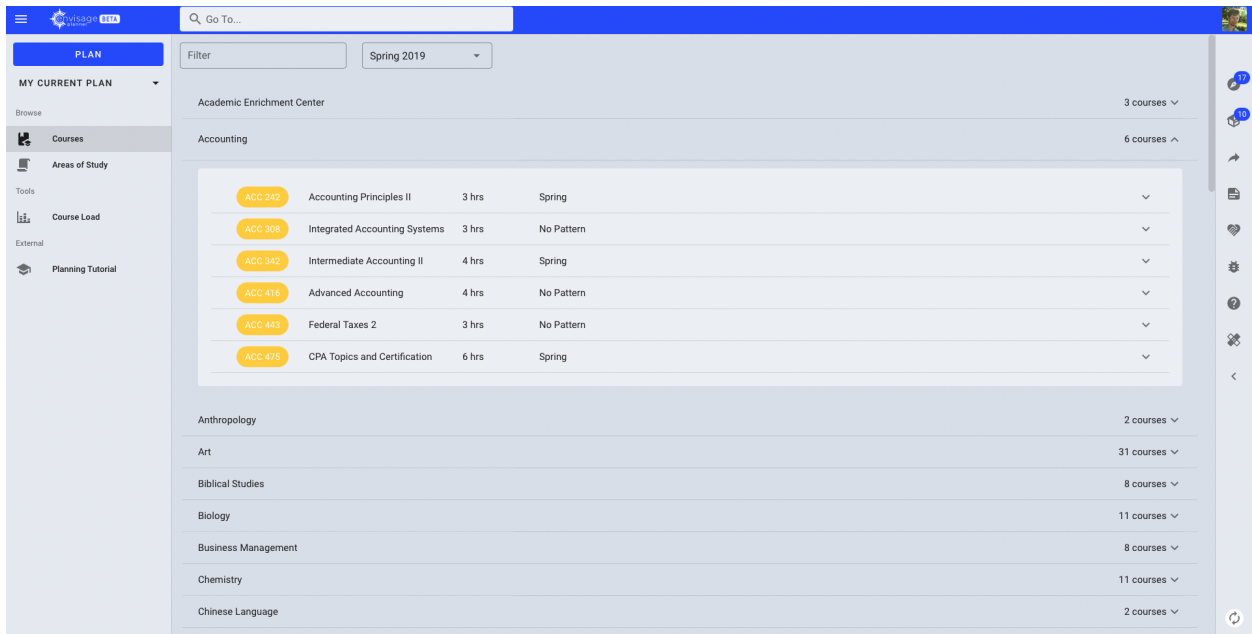 envisage planner BETA
Go To...
PLAN
MY CURRENT PLAN
Browse
Courses
Areas of Study
Tools
Course Load
External
Planning Tutorial
Filter
Spring 2019
Academic Enrichment Center 3 courses
Accounting 6 courses
ACC 242 Accounting Principles II 3 hrs Spring
ACC 308 Integrated Accounting Systems 3 hrs No Pattern
ACC 342 Intermediate Accounting II 4 hrs Spring
ACC 416 Advanced Accounting 4 hrs No Pattern
ACC 443 Federal Taxes 2 3 hrs No Pattern
ACC 475 CPA Topics and Certification 6 hrs Spring
Anthropology 2 courses
Art 31 courses
Biblical Studies 8 courses
Biology 11 courses
Business Management 8 courses
Chemistry 11 courses
Chinese Language 2 courses
17
10